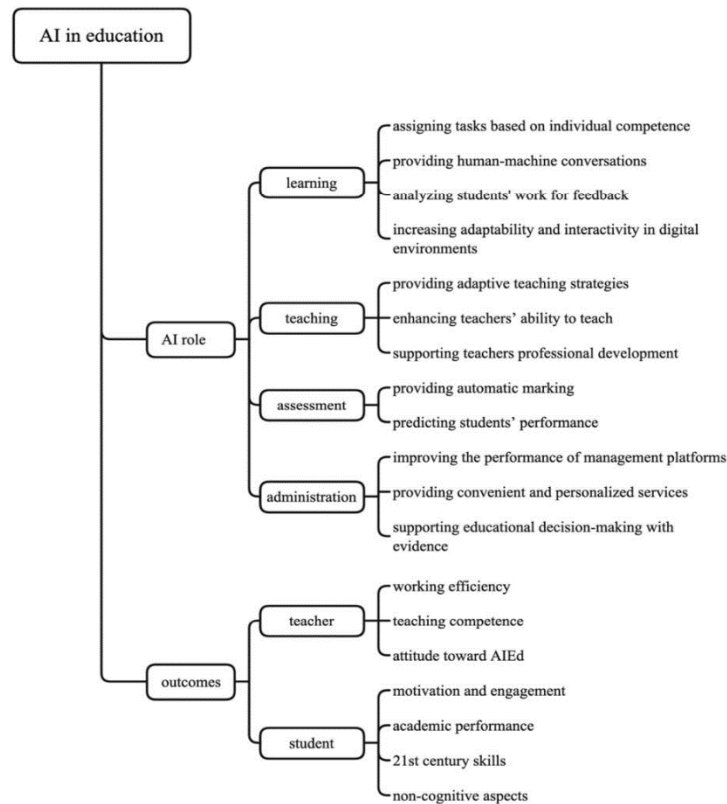 AI in education
assigning tasks based on individual competence
providing human-machine conversations
learning
analyzing students' work for feedback
increasing adaptability and interactivity in digital
environments
providing adaptive teaching strategies
teaching
enhancing teachers’ ability to teach
AI role
supporting teachers professional development
providing automatic marking
assessment
predicting students’ performance
improving the performance of management platforms
administration
providing convenient and personalized services
supporting educational decision-making with
evidence
working efficiency
teacher
teaching competence
attitude toward AIEd
outcomes
motivation and engagement
academic performance
student
21st century skills
non-cognitive aspects